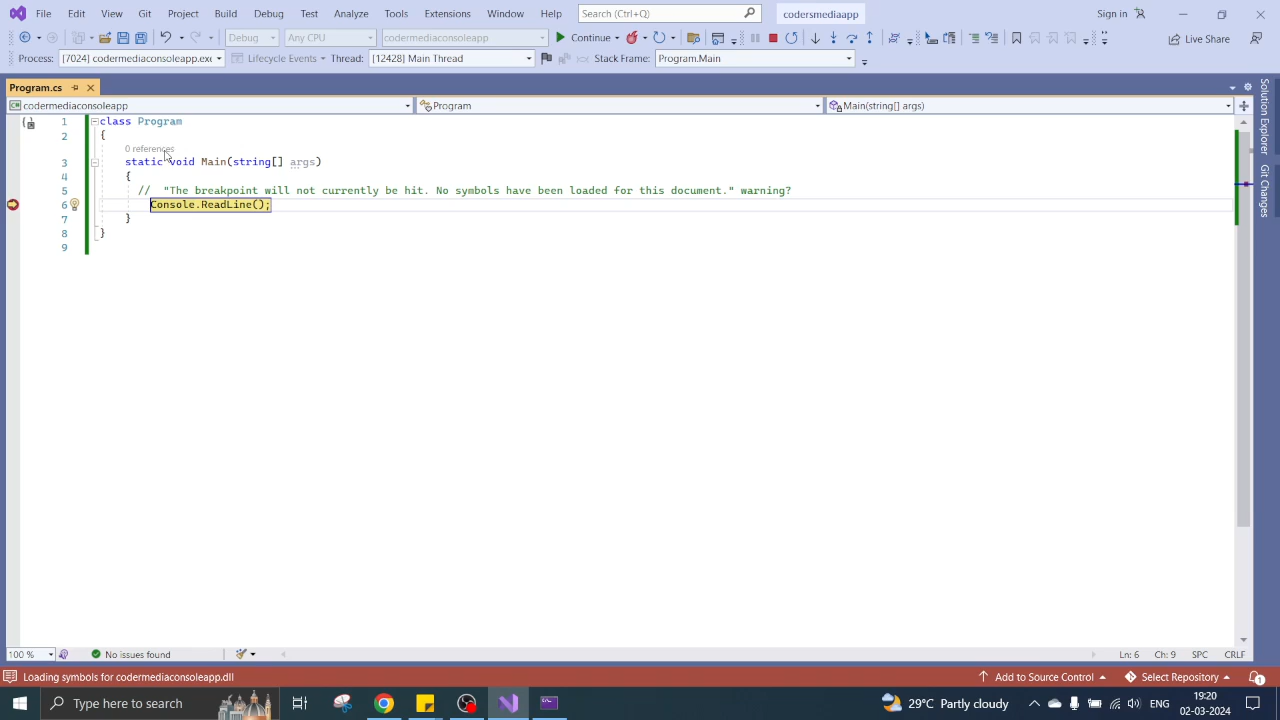 File Edit View Git Project Build Debug Test Analyze Tools Extensions Window Help Search (Ctrl+Q) codersmediaapp Sign in
Debug Any CPU codermediaconsoleapp Continue Live Share
Process: [7024] codermediaconsoleapp.exe Lifecycle Events Thread: [12428] Main Thread Stack Frame: Program.Main
Program.cs
codermediaconsoleapp Program Main(string[] args)
1 class Program
2 {
0 references
3 static void Main(string[] args)
4 {
5 // "The breakpoint will not currently be hit. No symbols have been loaded for this document." warning?
6 Console.ReadLine();
7 }
8 }
9
Solution Explorer
Git Changes
100 % No issues found Ln: 6 Ch: 9 SPC CRLF
Loading symbols for codermediaconsoleapp.dll Add to Source Control Select Repository 1
Type here to search 29°C Partly cloudy ENG 19:20
02-03-2024